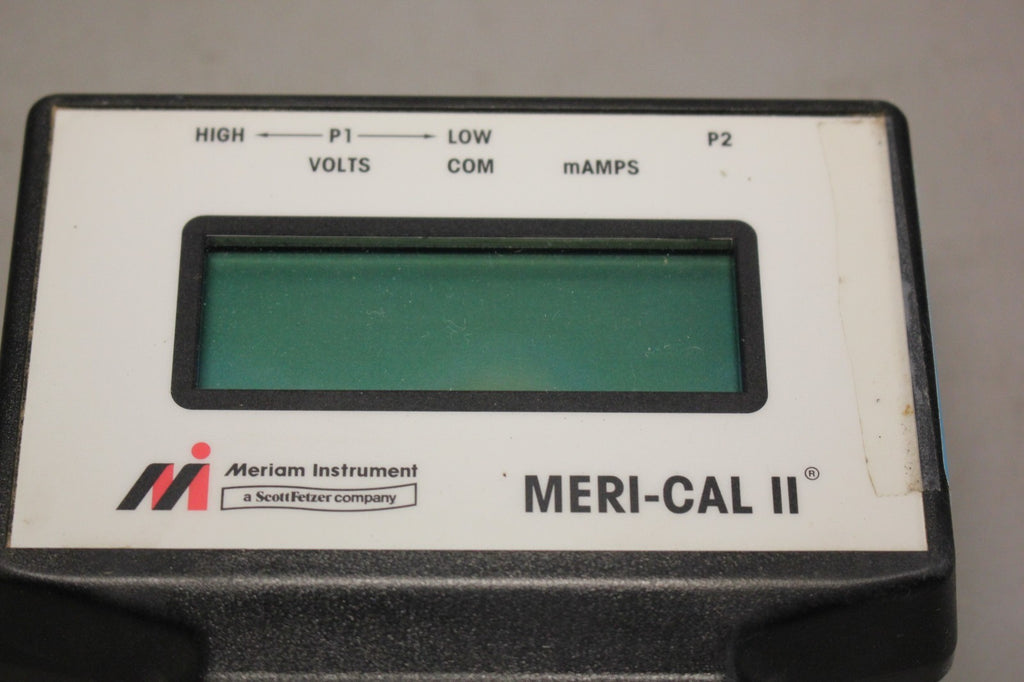 HIGH P1 LOW P2
VOLTS COM mAMPS
Meriam Instrument
a ScottFetzer company
MERI-CAL II®